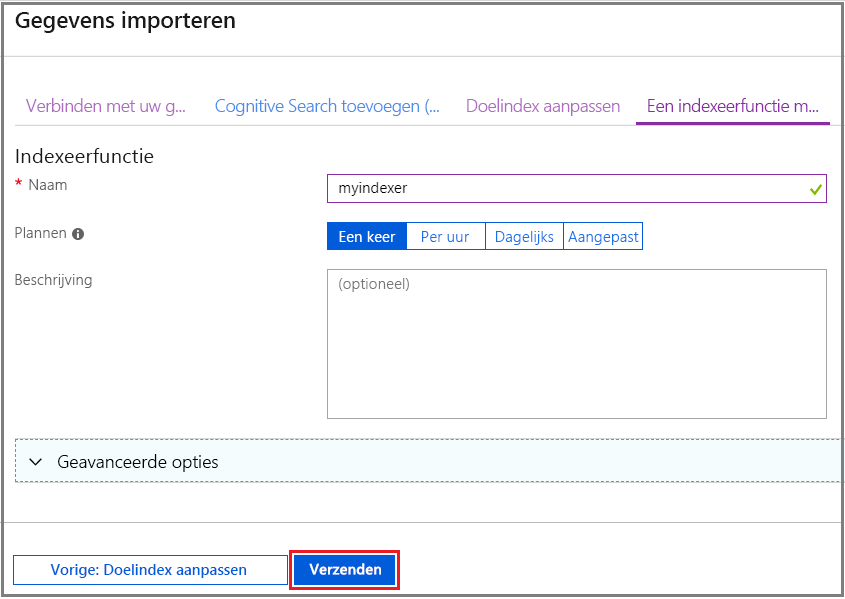 Gegevens importeren
Verbinden met uw g... Cognitive Search toevoegen (... Doelindex aanpassen Een indexeerfunctie m...
Indexeerfunctie
* Naam myindexer
Plannen Een keer Per uur Dagelijks Aangepast
Beschrijving (optioneel)
Geavanceerde opties
Vorige: Doelindex aanpassen Verzenden